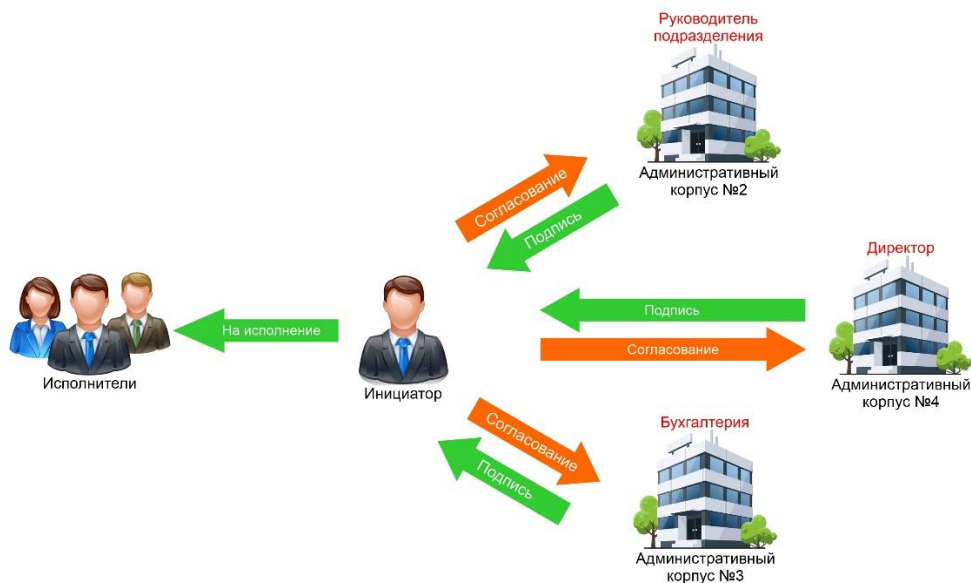 Руководитель
подразделения
Административный
корпус №2
Согласование
Подпись
Директор
Подпись
Согласование
Административный
корпус №4
На исполнение
Исполнители
Инициатор
Бухгалтерия
Согласование
Подпись
Административный
корпус №3